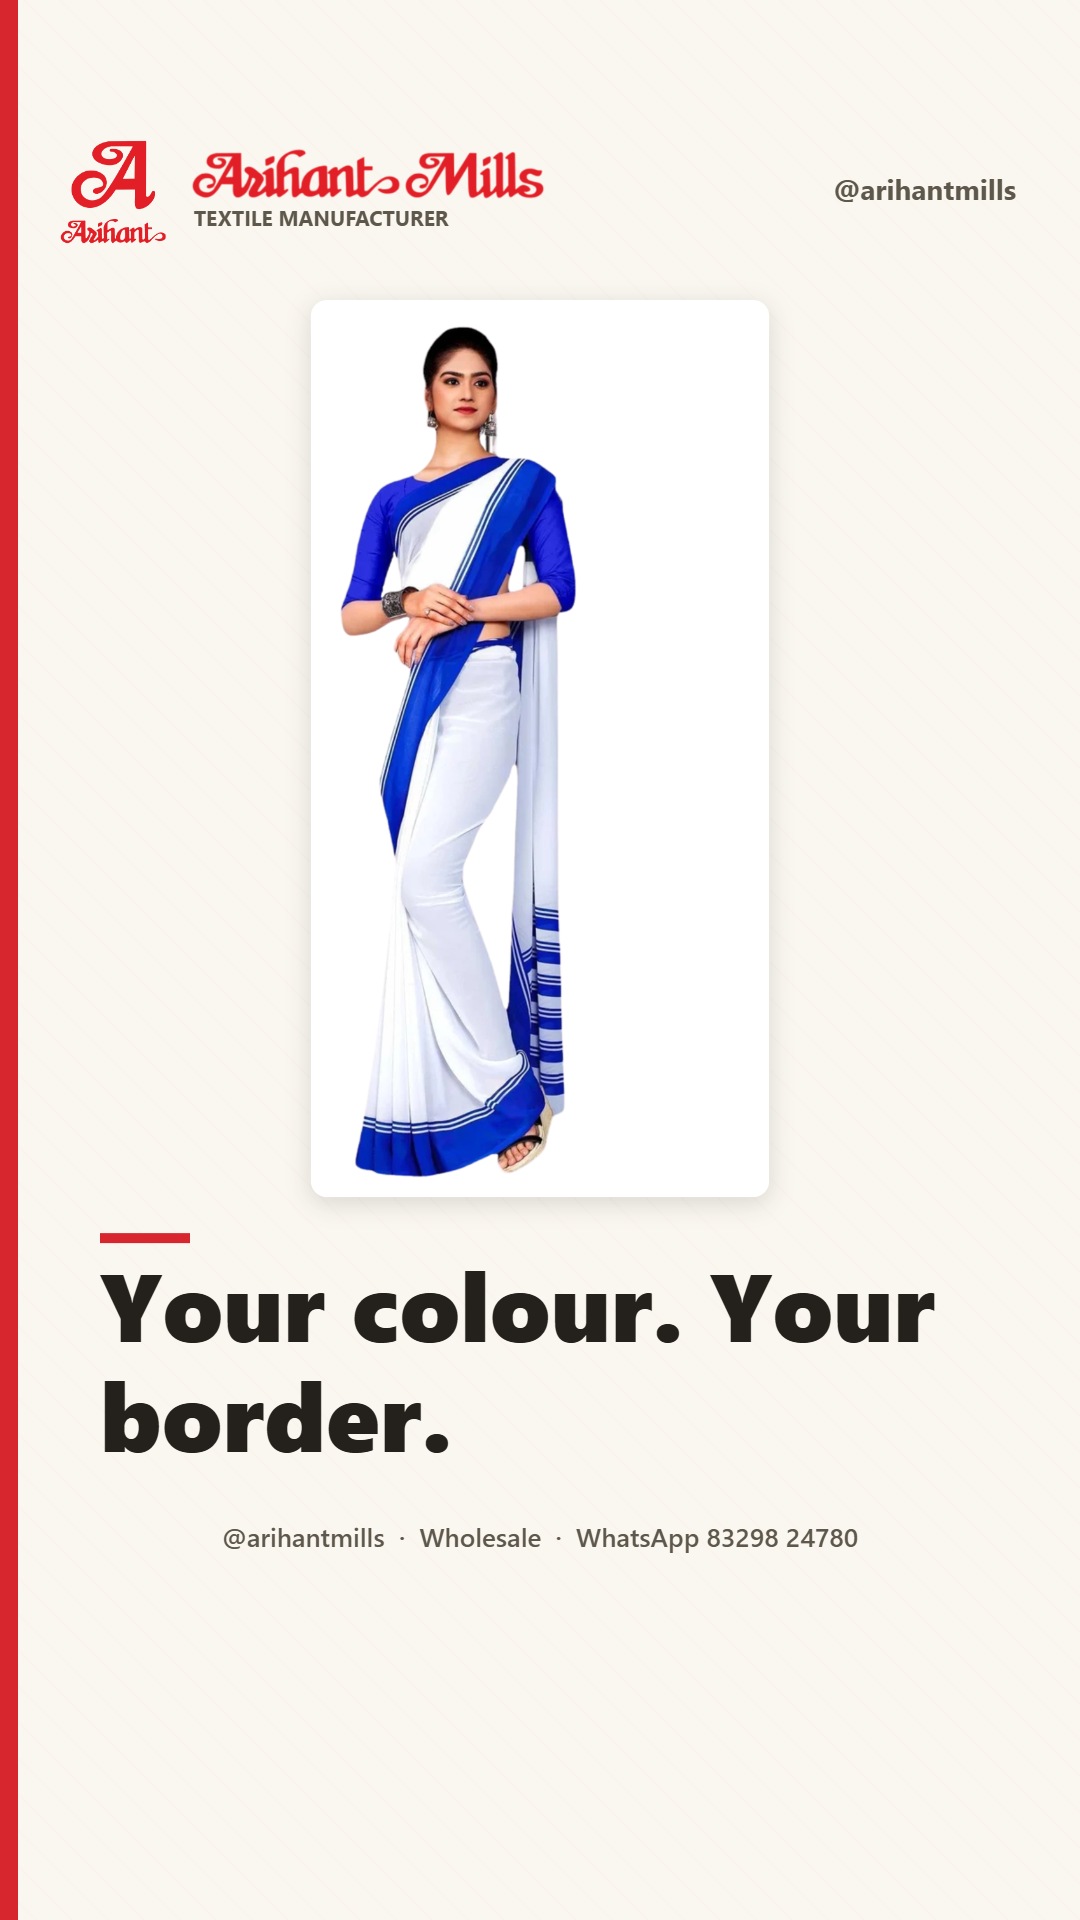 A
Arihant
Arihant Mills
TEXTILE MANUFACTURER
@arihantmills
Your colour. Your
border.
@arihantmills · Wholesale · WhatsApp 83298 24780